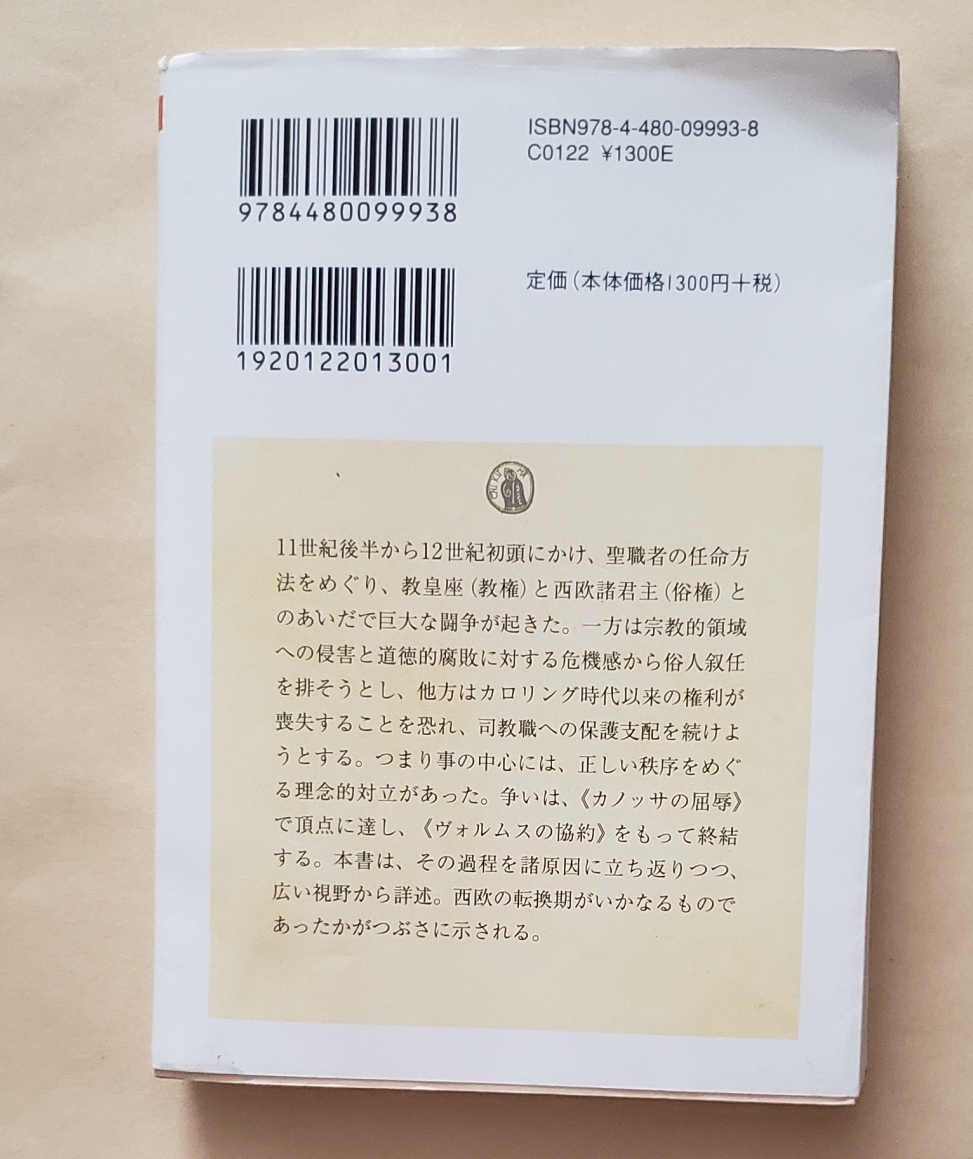 ISBN978-4-480-09993-8
C0122 ¥1300E
9784480099938
定価(本体価格1300円+税)
1920122013001
11世紀後半から12世紀初頭にかけ、聖職者の任命方
法をめぐり、教皇座(教権)と西欧諸君主(俗権)と
のあいだで巨大な闘争が起きた。一方は宗教的領域
への侵害と道徳的腐敗に対する危機感から俗人叙任
を排そうとし、他方はカロリング時代以来の権利が
喪失することを恐れ、司教職への保護支配を続けよ
うとする。つまり事の中心には、正しい秩序をめぐ
る理念的対立があった。争いは、《カノッサの屈辱》
で頂点に達し、《ヴォルムスの協約》をもって終結
する。本書は、その過程を諸原因に立ち返りつつ、
広い視野から詳述。西欧の転換期がいかなるもので
あったかがつぶさに示される。